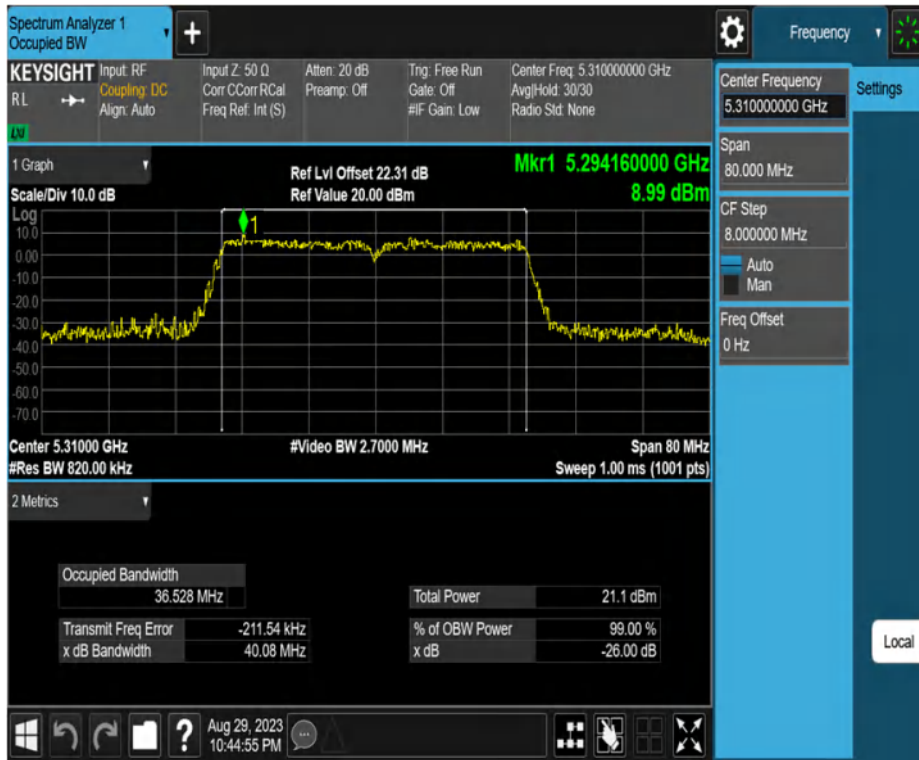 Spectrum Analyzer 1
Occupied BW
+
Frequency
KEYSIGHT
R L
LXI
Input: RF
Coupling: DC
Align: Auto
Input Z: 50 Ω
Corr CCorr RCal
Freq Ref: Int (S)
Atten: 20 dB
Preamp: Off
Trig: Free Run
Gate: Off
#IF Gain: Low
Center Freq: 5.310000000 GHz
Avg|Hold: 30/30
Radio Std: None
Center Frequency
5.310000000 GHz
Settings
Span
80.000 MHz
CF Step
8.000000 MHz
Auto
Man
Freq Offset
0 Hz
1 Graph
Scale/Div 10.0 dB
Ref Lvl Offset 22.31 dB
Ref Value 20.00 dBm
Mkr1 5.294160000 GHz
8.99 dBm
Log
10.0
0.00
-10.0
-20.0
-30.0
-40.0
-50.0
-60.0
-70.0
1
Center 5.31000 GHz
#Video BW 2.7000 MHz
Span 80 MHz
#Res BW 820.00 kHz
Sweep 1.00 ms (1001 pts)
2 Metrics
Occupied Bandwidth
36.528 MHz
Total Power 21.1 dBm
Transmit Freq Error -211.54 kHz
% of OBW Power 99.00 %
x dB Bandwidth 40.08 MHz
x dB -26.00 dB
Local
?
Aug 29, 2023
10:44:55 PM